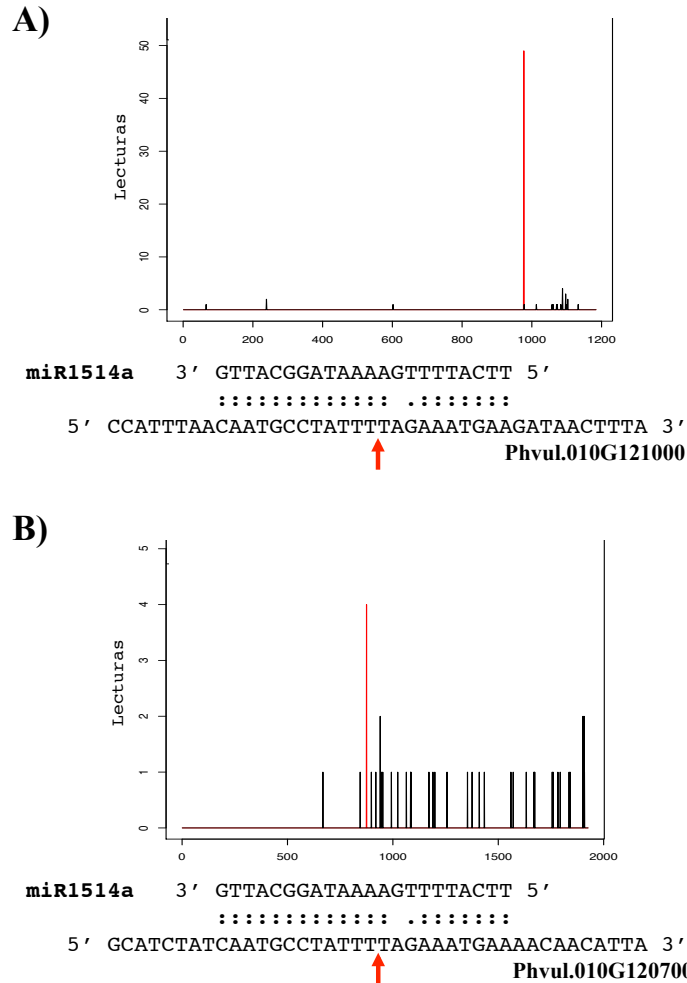 A)
50
40
30
20
10
0
Lecturas
0 200 400 600 800 1000 1200
miR1514a 3′ GTTACGGATAAAAGTTTTACTT 5′
::::::::::::: .:::::::
5′ CCATTTAACAATGCCTATTTTAGAAATGAAGATAACTTTA 3′
Phvul.010G121000
B)
5
4
3
2
1
0
Lecturas
0 500 1000 1500 2000
miR1514a 3′ GTTACGGATAAAAGTTTTACTT 5′
::::::::::::: .:::::::
5′ GCATCTATCAATGCCTATTTTAGAAATGAAAACAACATTA 3′
Phvul.010G120700